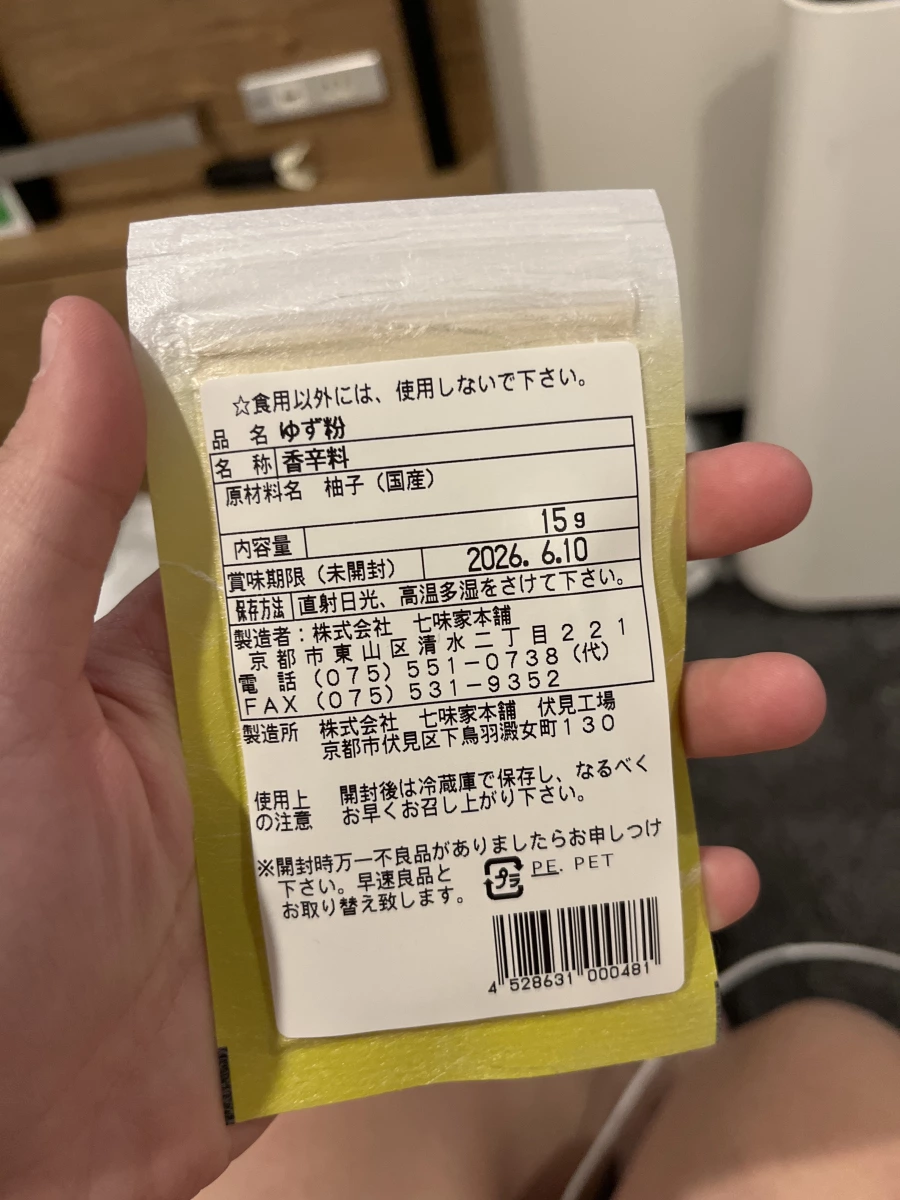 ☆食用以外には、使用しないで下さい。
品 名 ゆず粉
名 称 香辛料
原材料名 柚子（国産）
内容量 15g
賞味期限（未開封） 2026. 6.10
保存方法 直射日光、高温多湿をさけて下さい。
製造者：株式会社 七味家本舗
京都市東山区清水二丁目221
電 話（075）551-0738（代）
FAX（075）531-9352
製造所 株式会社 七味家本舗 伏見工場
京都市伏見区下鳥羽澱女町130
使用上の注意 開封後は冷蔵庫で保存し、なるべく
お早くお召し上がり下さい。
※開封時万一不良品がありましたらお申しつけ
下さい。早速良品と
お取り替え致します。
プラ PE. PET
4 528631 000481